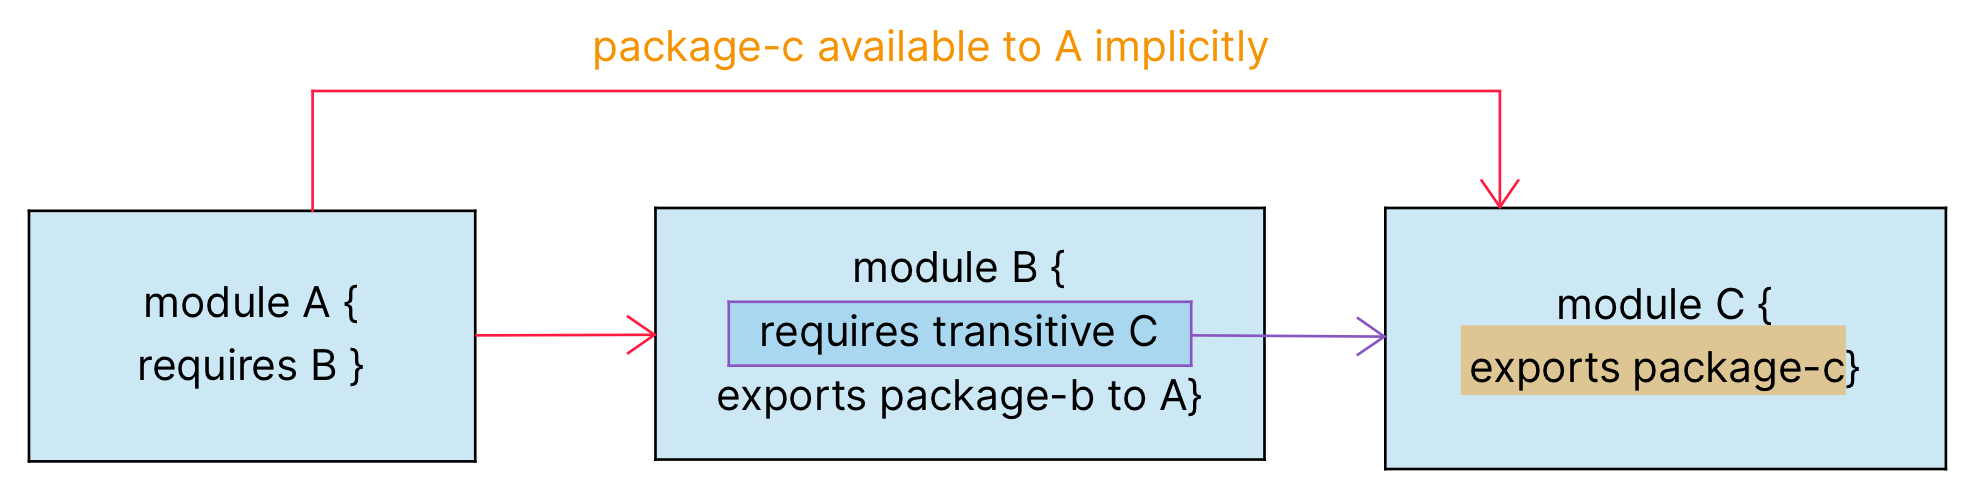 package-c available to A implicitly
module A {
requires B }
module B {
requires transitive C
exports package-b to A}
module C {
exports package-c}